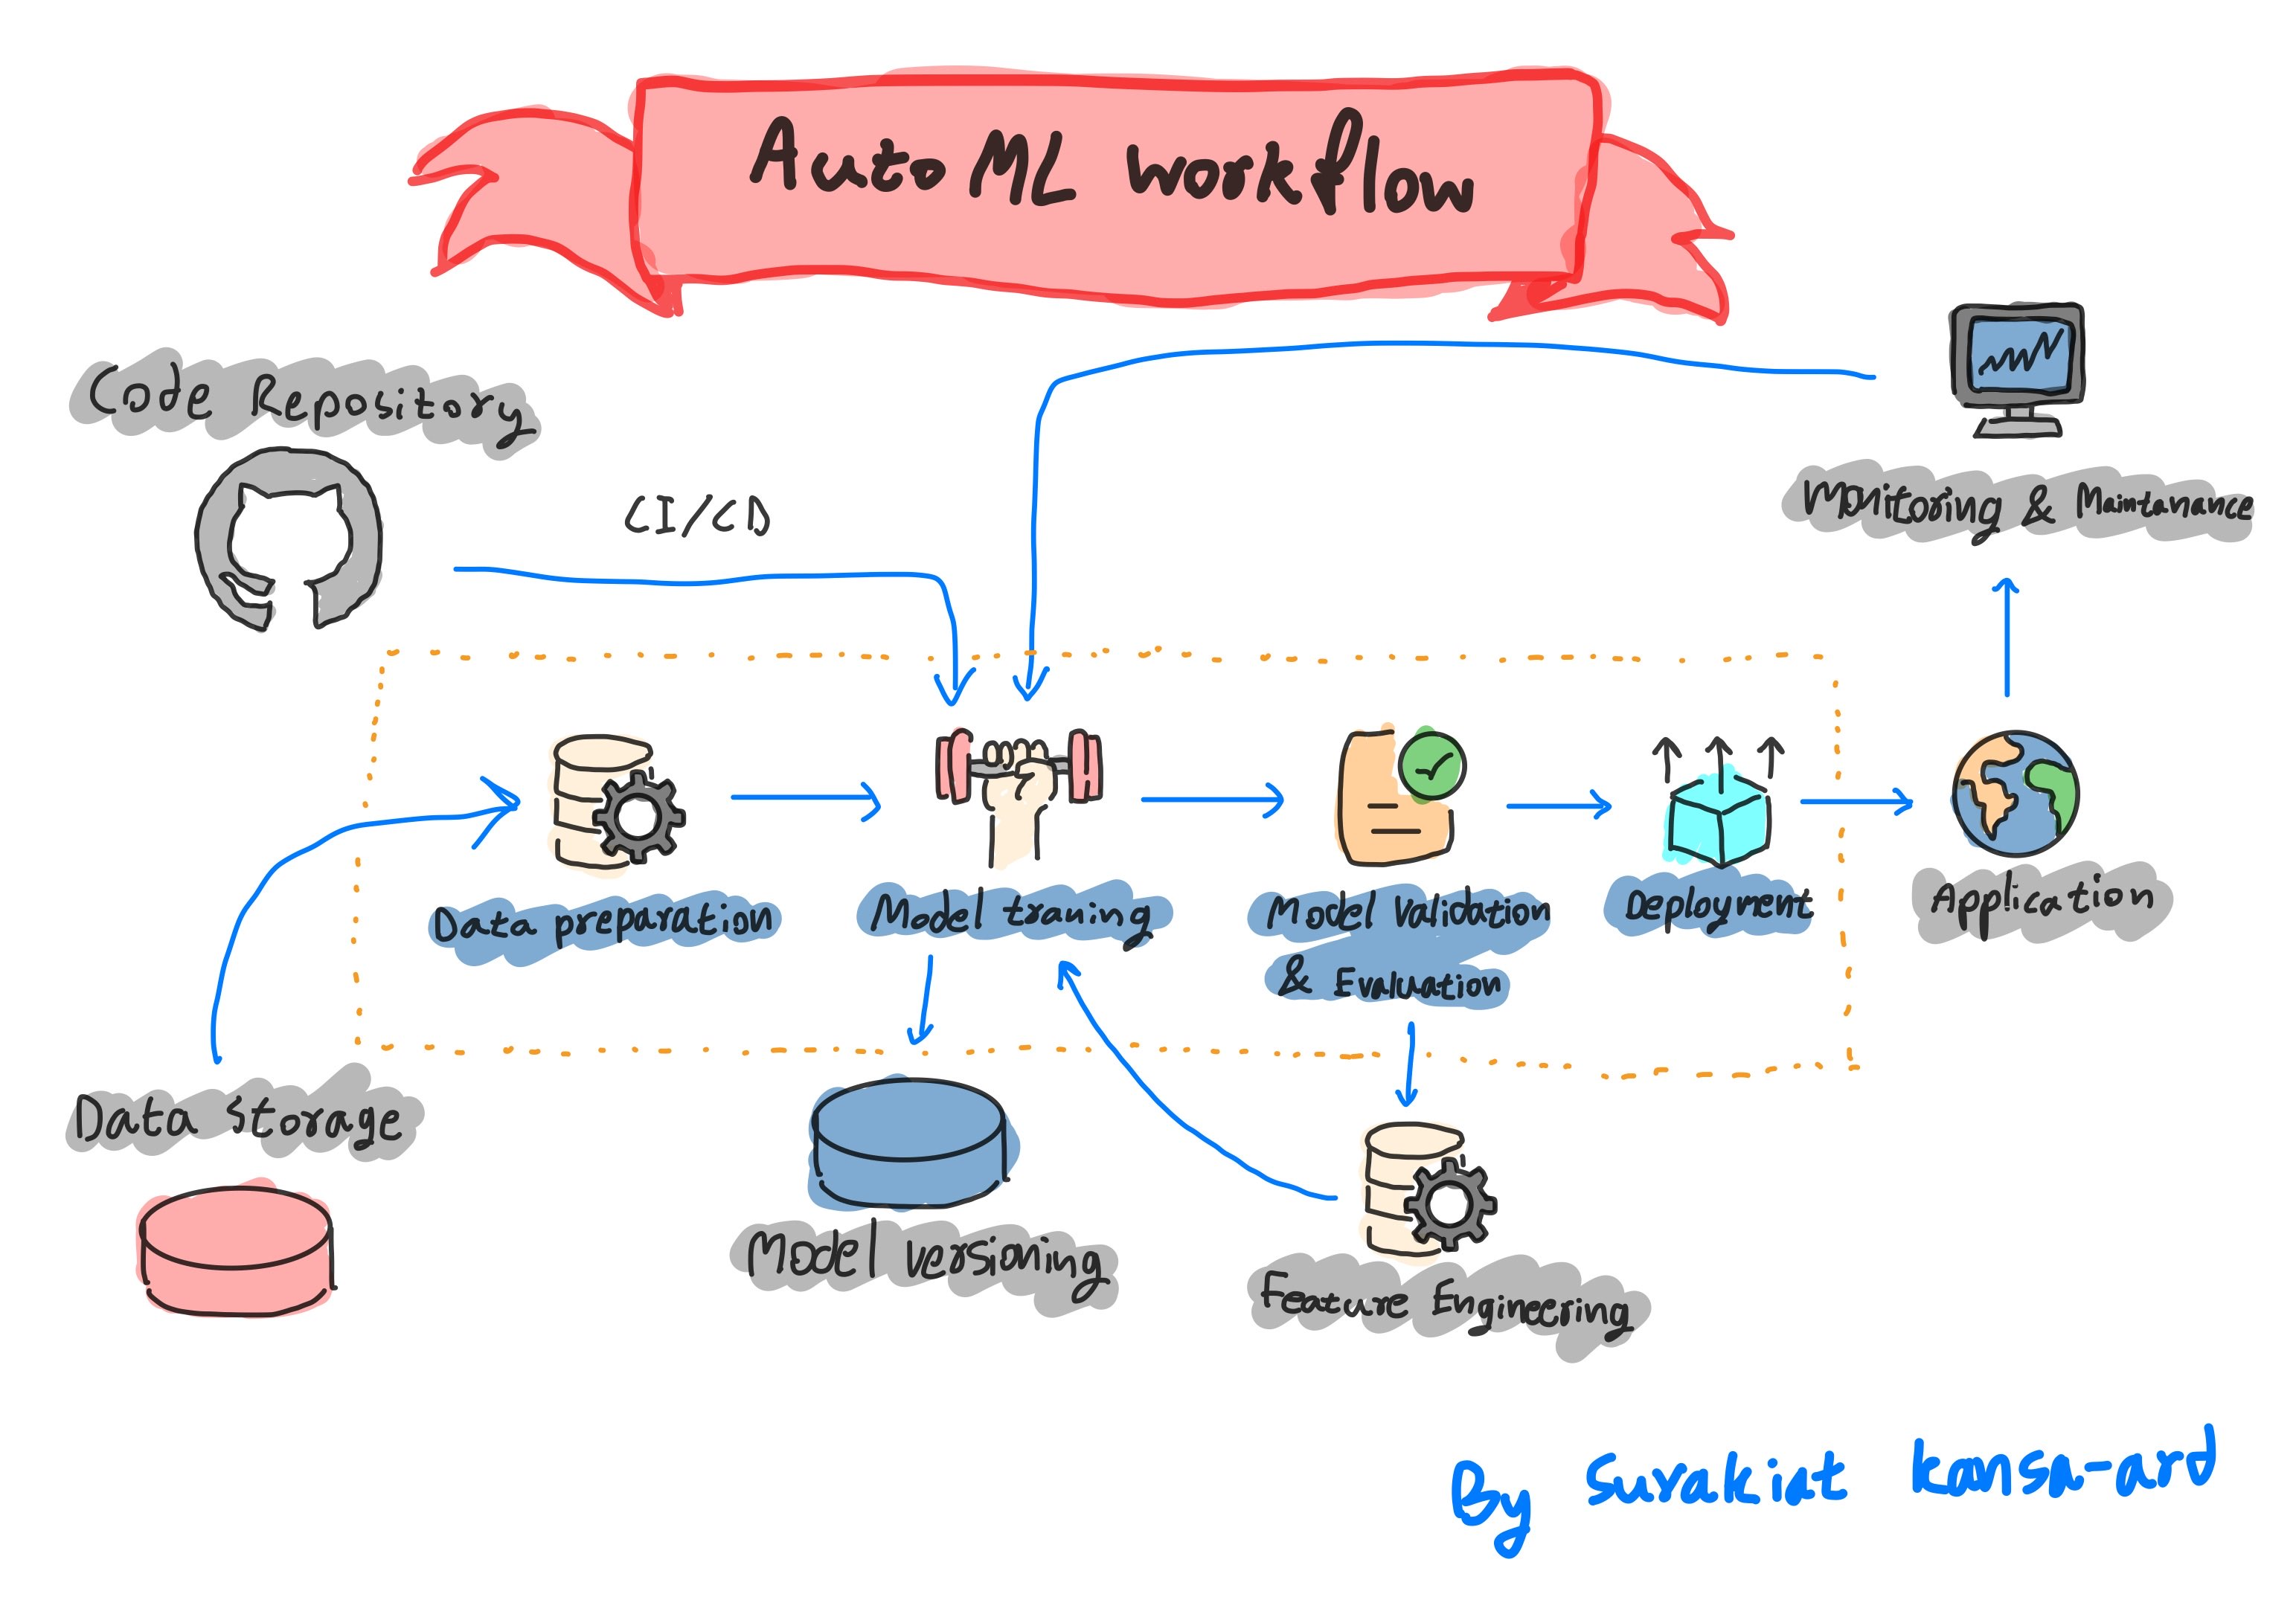 Auto ML workflow
Code Repository
CI/CD
Monitoring & Maintanance
Data preparation
Model traning
Model Validation
& Evaluation
Deployment
Application
Data Storage
Model Versioning
Feature Engineering
By Surakiat kansa-ard